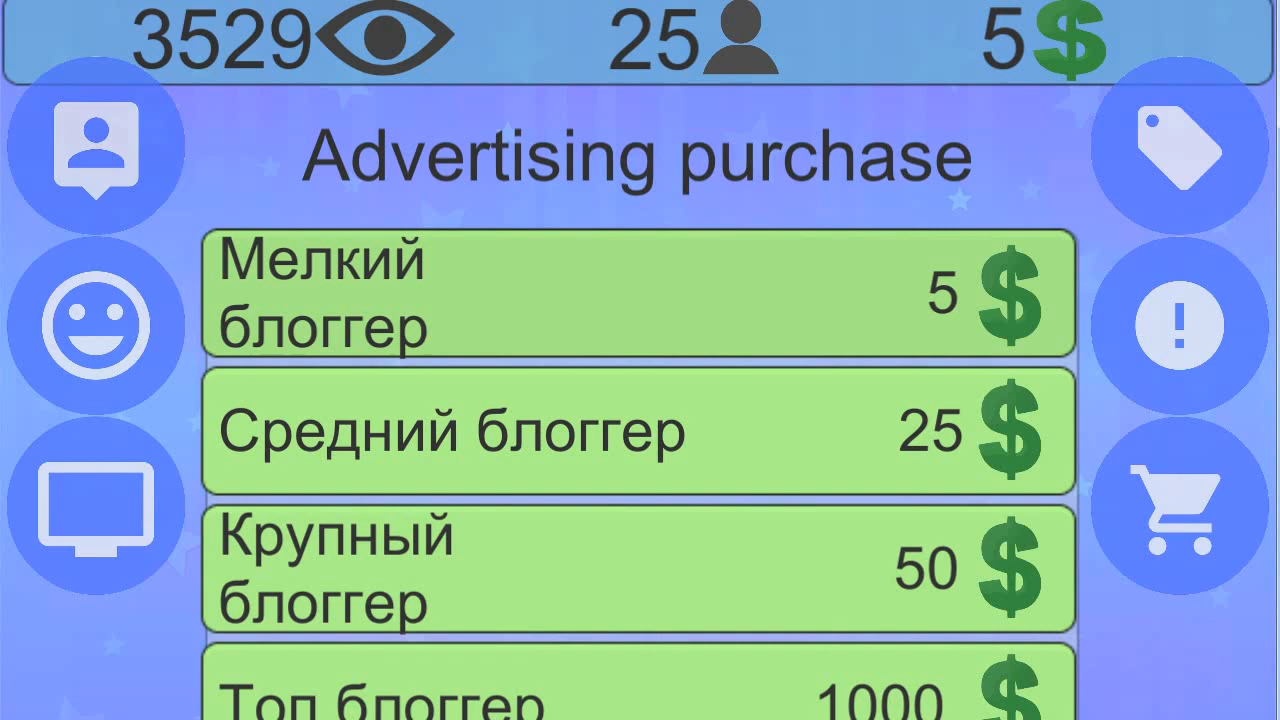 3529 25 5$
Advertising purchase
Мелкий
блоггер
5 $
Средний блоггер 25 $
Крупный
блоггер
50 $
Топ блоггер 1000 $